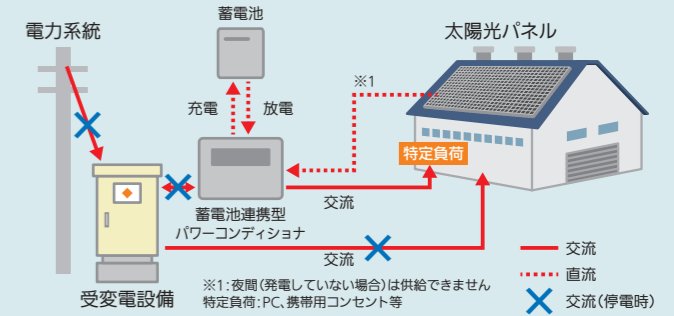 蓄電池
電力系統
太陽光パネル
※1
充電
放電
特定負荷
交流
蓄電池連携型
パワーコンディショナ
交流
受変電設備
※1：夜間（発電していない場合）は供給できません
特定負荷：PC、携帯用コンセント等
交流
直流
交流（停電時）